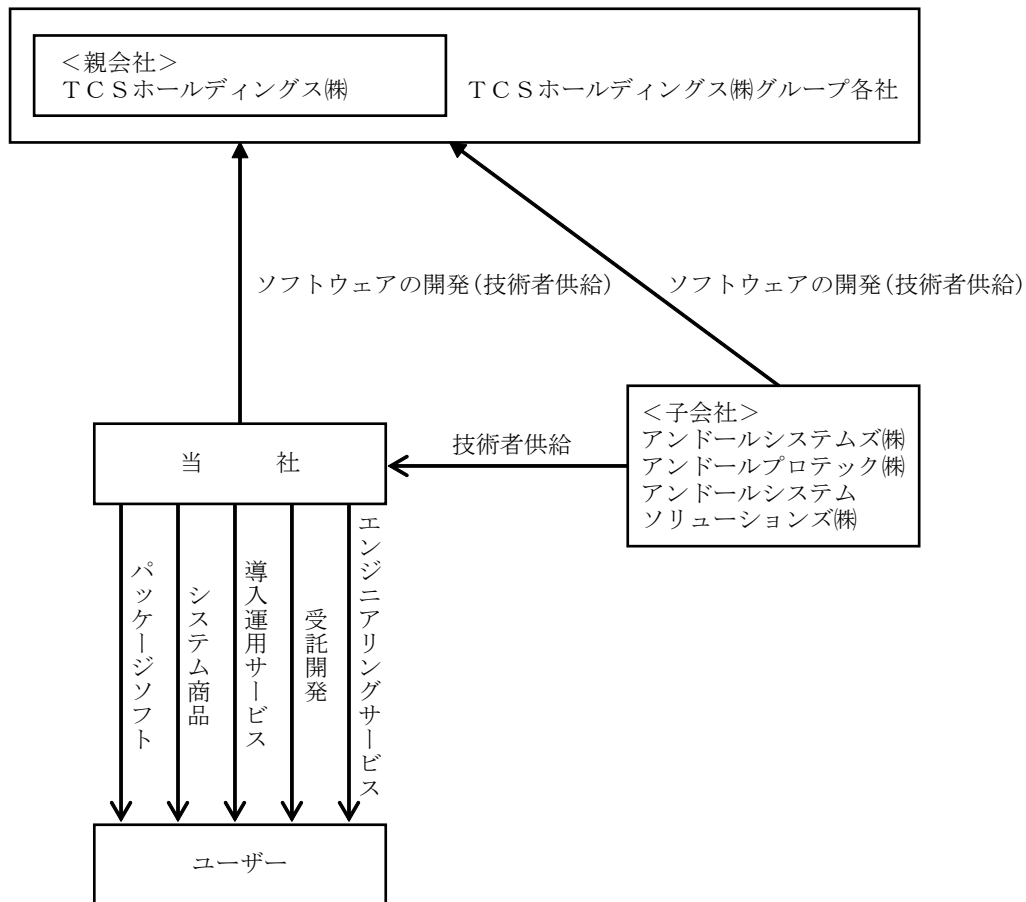 ＜親会社＞
ＴＣＳホールディングス㈱
ＴＣＳホールディングス㈱グループ各社
ソフトウェアの開発(技術者供給)
ソフトウェアの開発(技術者供給)
＜子会社＞
アンドールシステムズ㈱
アンドールプロテック㈱
アンドールシステム
ソリューションズ㈱
技術者供給
当　　社
パッケージソフト
システム商品
導入運用サービス
受託開発
エンジニアリングサービス
ユーザー